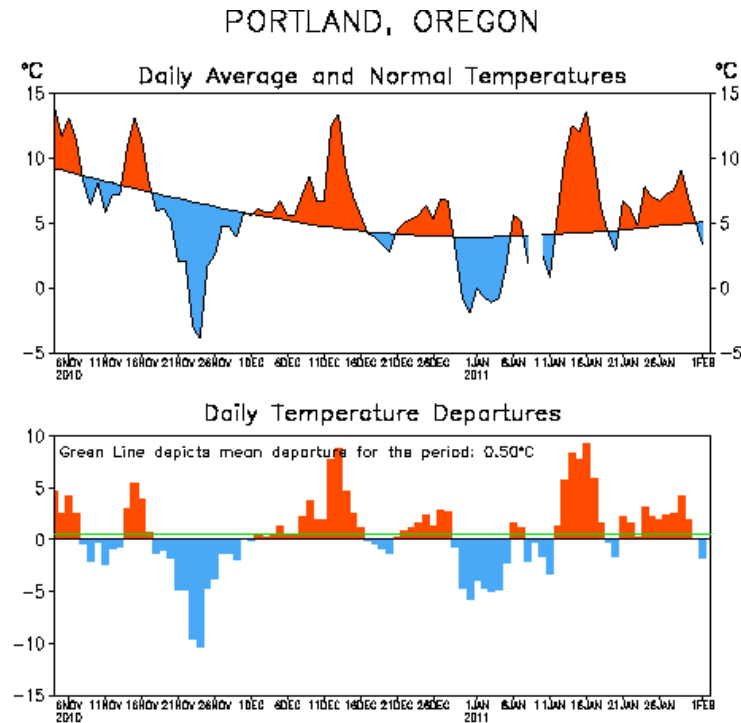 PORTLAND, OREGON
°C Daily Average and Normal Temperatures °C
15 15
10 10
5 5
0 0
-5 -5
6NOV 11NOV 16NOV 21NOV 26NOV 1DEC 6DEC 11DEC 16DEC 21DEC 26DEC 1JAN 6JAN 11JAN 16JAN 21JAN 26JAN 1FEB
2010 2011
Daily Temperature Departures
10
Green Line depicts mean departure for the period: 0.50°C
5
0
-5
-10
-15
6NOV 11NOV 16NOV 21NOV 26NOV 1DEC 6DEC 11DEC 16DEC 21DEC 26DEC 1JAN 6JAN 11JAN 16JAN 21JAN 26JAN 1FEB
2010 2011